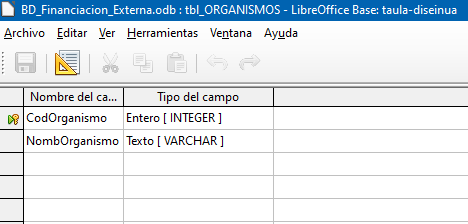 BD_Financiacion_Externa.odb : tbl_ORGANISMOS - LibreOffice Base: taula-diseinua
Archivo Editar Ver Herramientas Ventana Ayuda
Nombre del ca... Tipo del campo
CodOrganismo Entero [ INTEGER ]
NombOrganismo Texto [ VARCHAR ]